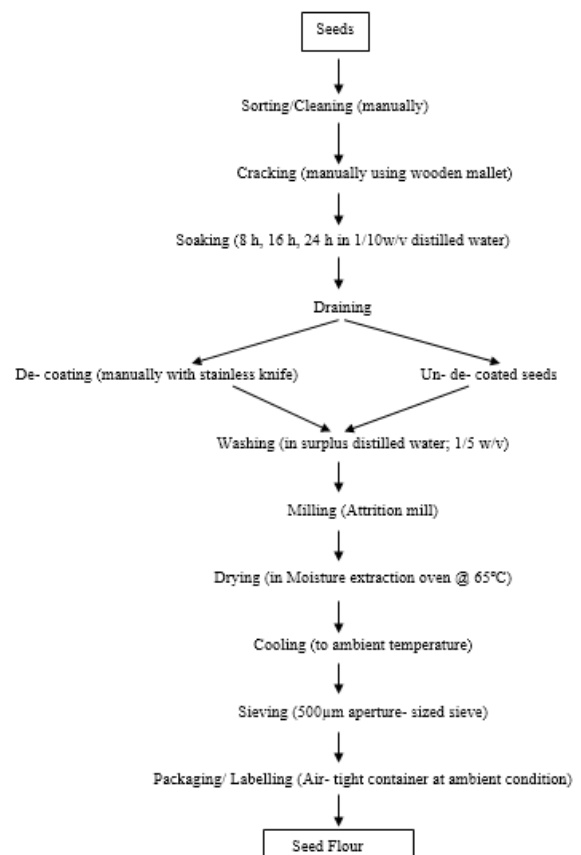 Seeds
Sorting/Cleaning (manually)
Cracking (manually using wooden mallet)
Soaking (8 h, 16 h, 24 h in 1/10w/v distilled water)
Draining
De- coating (manually with stainless knife)
Un- de- coated seeds
Washing (in surplus distilled water; 1/5 w/v)
Milling (Attrition mill)
Drying (in Moisture extraction oven @ 65℃)
Cooling (to ambient temperature)
Sieving (500µm aperture- sized sieve)
Packaging/ Labelling (Air- tight container at ambient condition)
Seed Flour